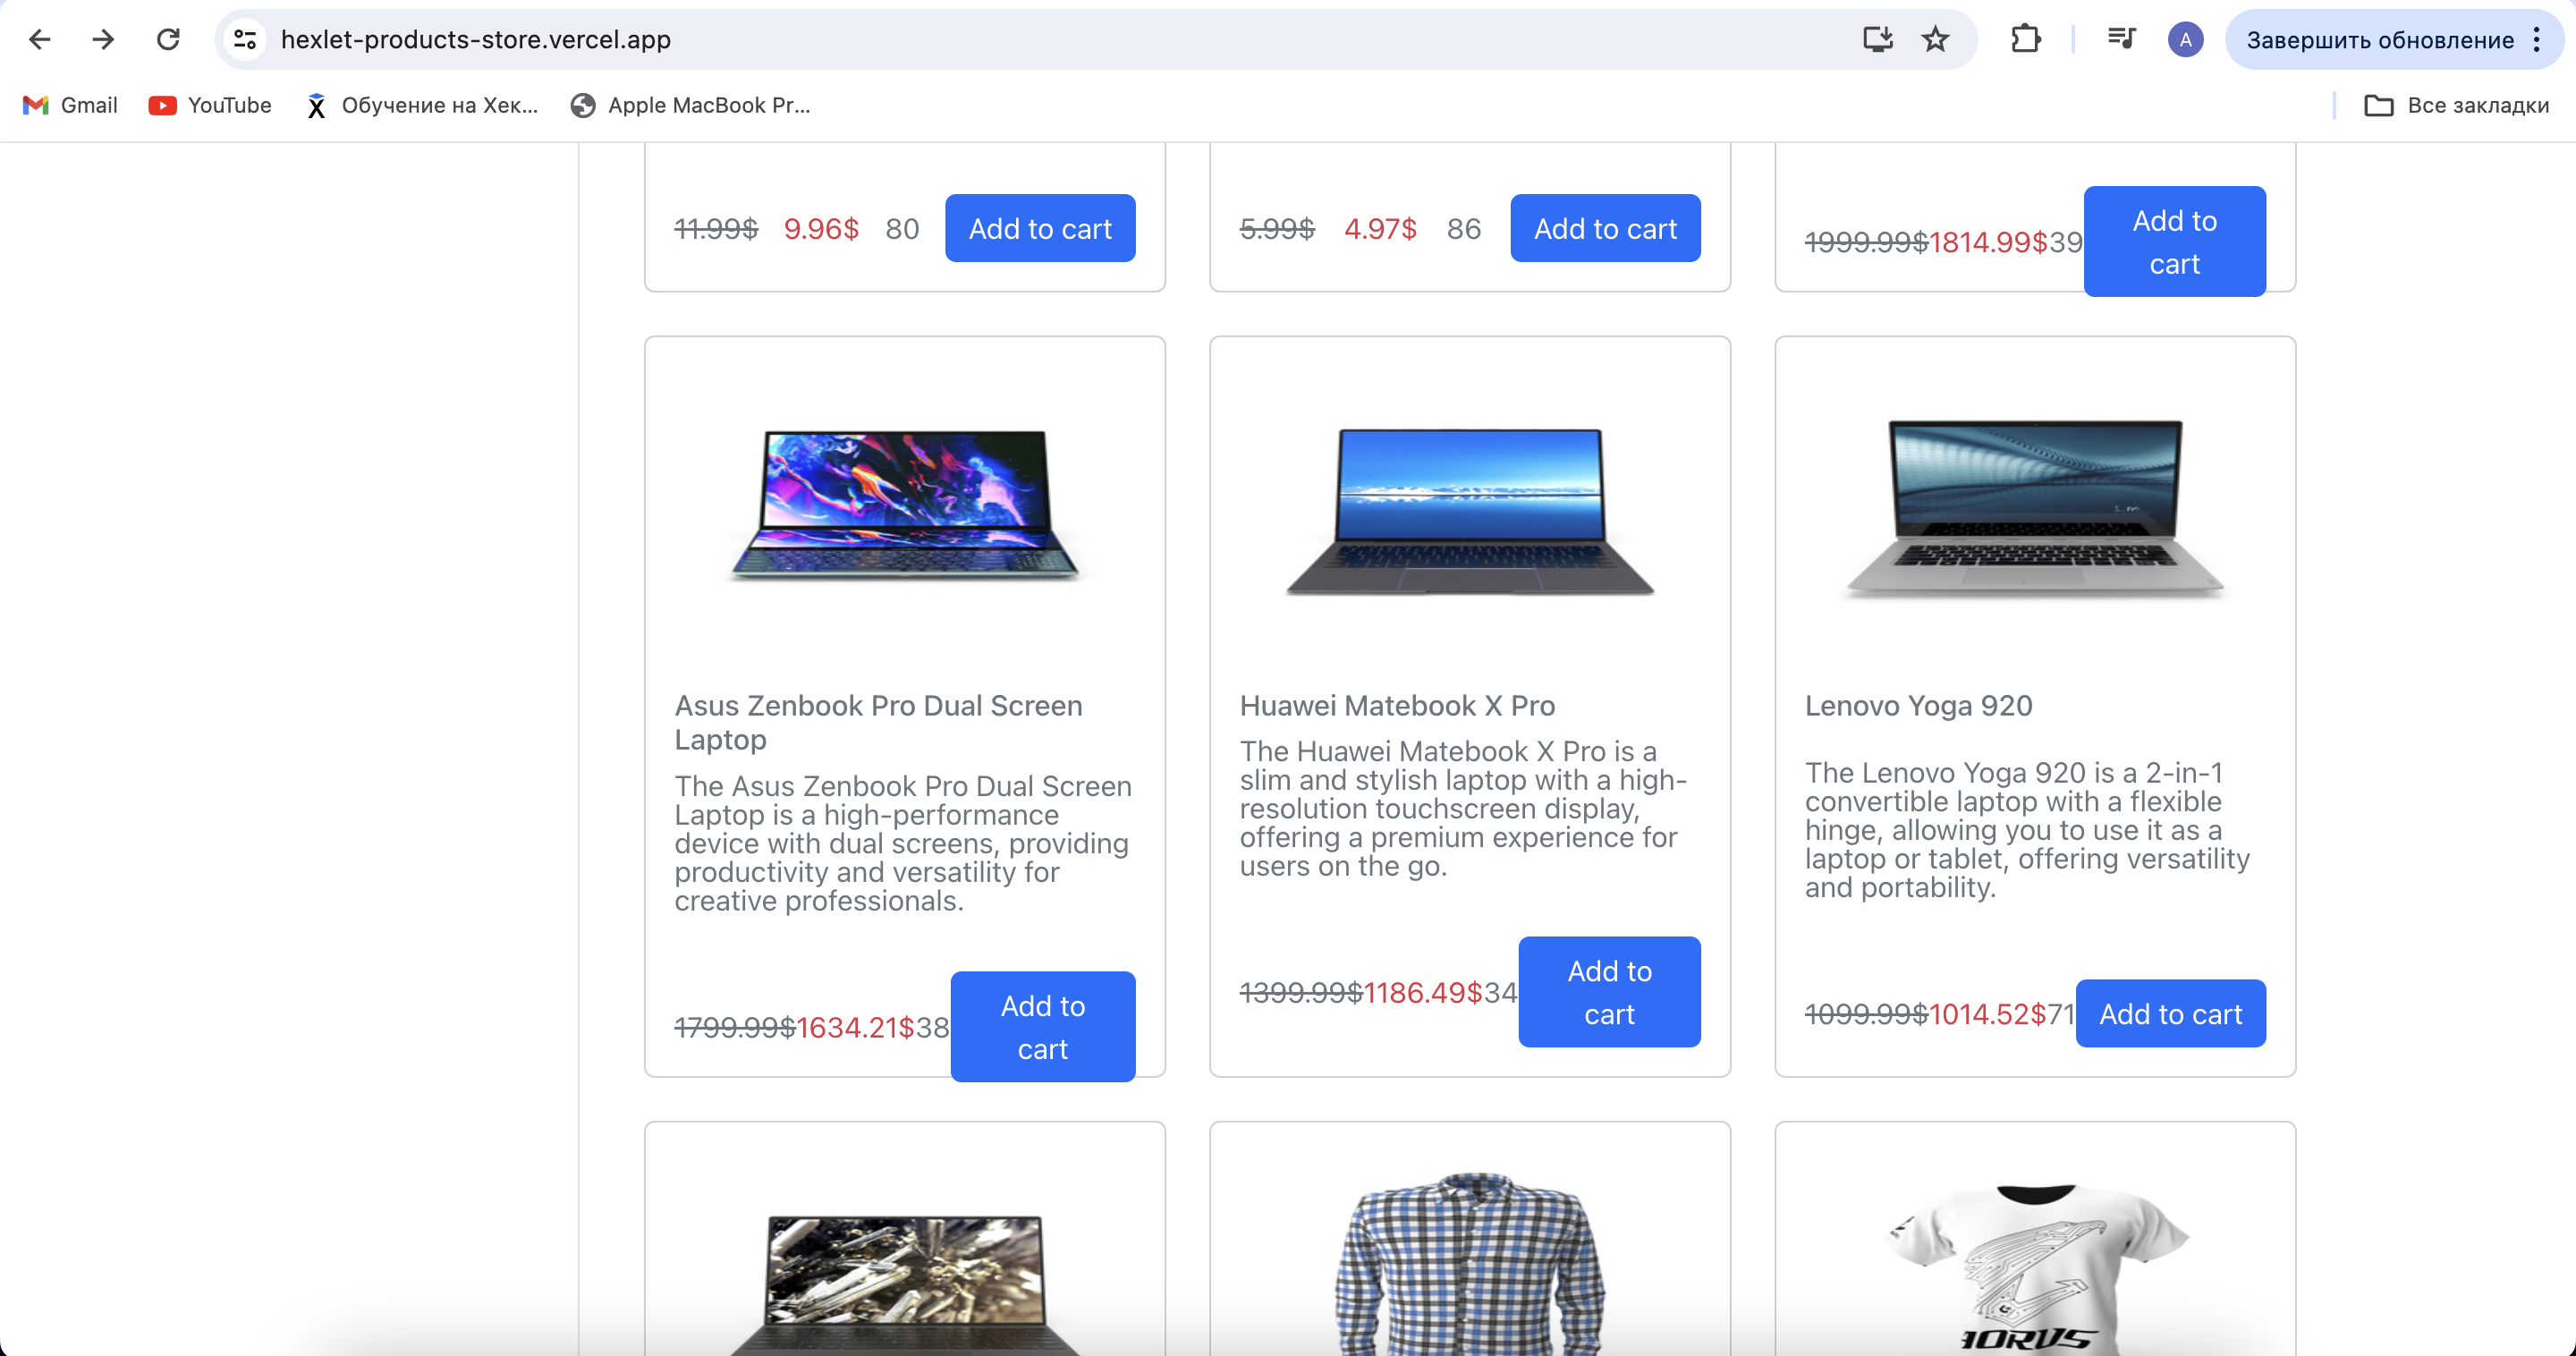 hexlet-products-store.vercel.app
A
Завершить обновление
Gmail
YouTube
Обучение на Хек...
Apple MacBook Pr...
Все закладки
11.99$ 9.96$ 80 Add to cart
5.99$ 4.97$ 86 Add to cart
1999.99$1814.99$39 Add to
cart
Asus Zenbook Pro Dual Screen
Laptop
The Asus Zenbook Pro Dual Screen
Laptop is a high-performance
device with dual screens, providing
productivity and versatility for
creative professionals.
1799.99$1634.21$38 Add to
cart
Huawei Matebook X Pro
The Huawei Matebook X Pro is a
slim and stylish laptop with a high-
resolution touchscreen display,
offering a premium experience for
users on the go.
1399.99$1186.49$34 Add to
cart
Lenovo Yoga 920
The Lenovo Yoga 920 is a 2-in-1
convertible laptop with a flexible
hinge, allowing you to use it as a
laptop or tablet, offering versatility
and portability.
1099.99$1014.52$71 Add to cart
AORUS